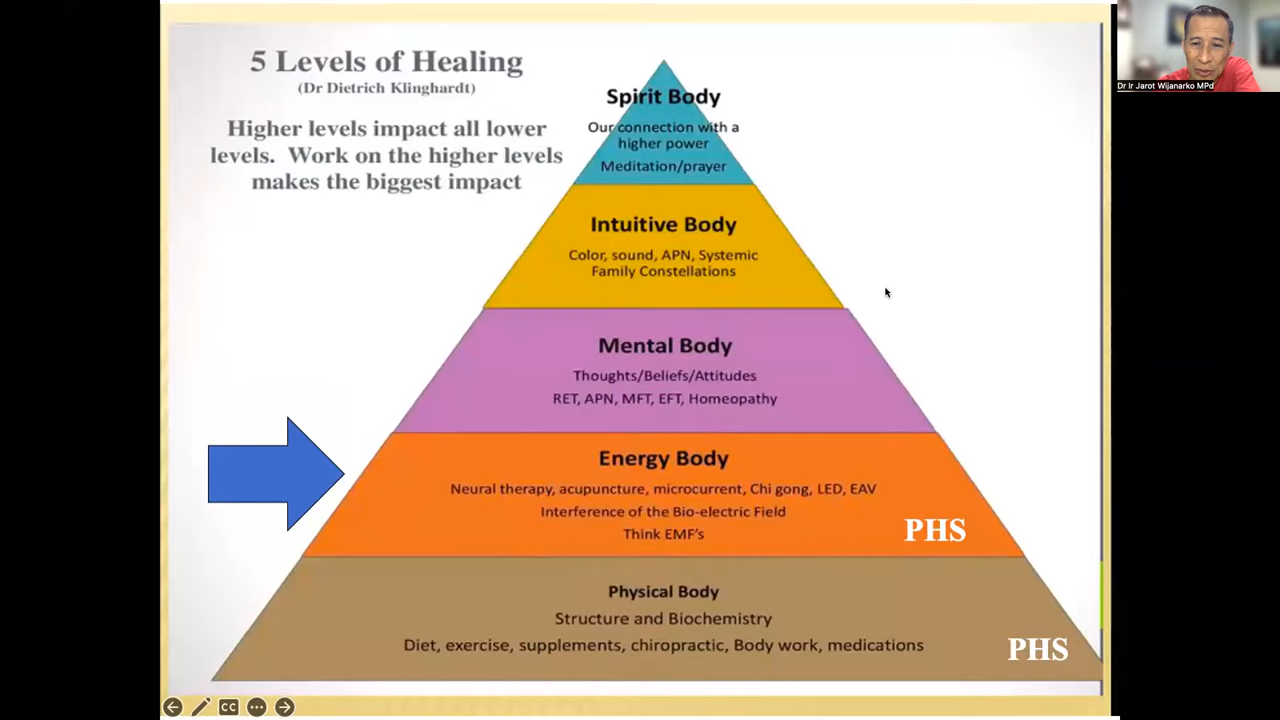 5 Levels of Healing
(Dr Dietrich Klinghardt)
Higher levels impact all lower
levels. Work on the higher levels
makes the biggest impact
Spirit Body
Our connection with a
higher power
Meditation/prayer
Intuitive Body
Color, sound, APN, Systemic
Family Constellations
Mental Body
Thoughts/Beliefs/Attitudes
RET, APN, MFT, EFT, Homeopathy
Energy Body
Neural therapy, acupuncture, microcurrent, Chi gong, LED, EAV
Interference of the Bio-electric Field
Think EMF's
PHS
Physical Body
Structure and Biochemistry
Diet, exercise, supplements, chiropractic, Body work, medications
PHS
Dr Ir Jarot Wijanarko MPd
CC